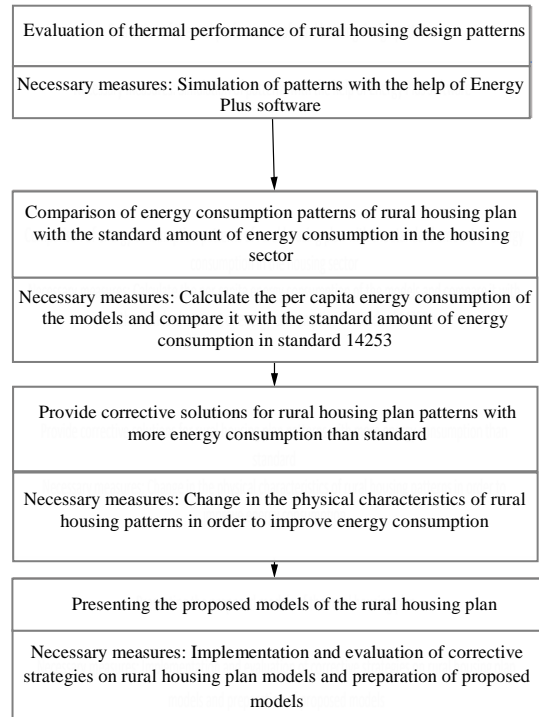 Evaluation of thermal performance of rural housing design patterns
Necessary measures: Simulation of patterns with the help of Energy
Plus software
Comparison of energy consumption patterns of rural housing plan
with the standard amount of energy consumption in the housing
sector
Necessary measures: Calculate the per capita energy consumption of
the models and compare it with the standard amount of energy
consumption in standard 14253
Provide corrective solutions for rural housing plan patterns with
more energy consumption than standard
Necessary measures: Change in the physical characteristics of rural
housing patterns in order to improve energy consumption
Presenting the proposed models of the rural housing plan
Necessary measures: Implementation and evaluation of corrective
strategies on rural housing plan models and preparation of proposed
models